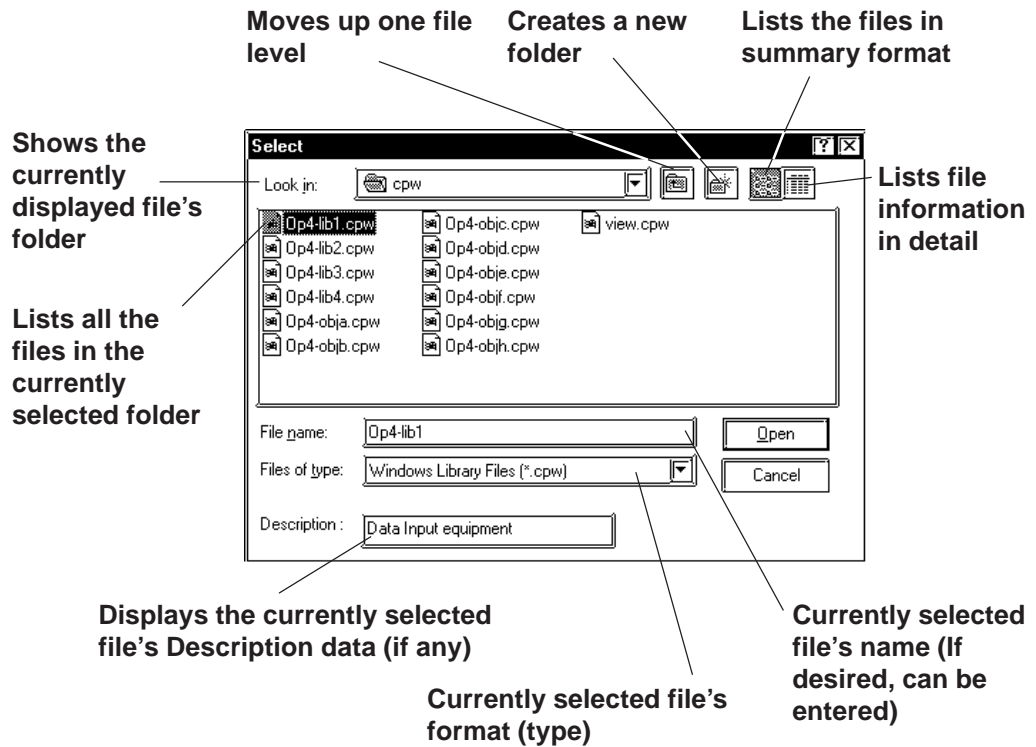 Moves up one file
level
Creates a new
folder
Lists the files in
summary format
Shows the
currently
displayed file's
folder
Select
Look in:
cpw
Lists file
information
in detail
Op4-lib1.cpw
Op4-lib2.cpw
Op4-lib3.cpw
Op4-lib4.cpw
Op4-obja.cpw
Op4-objb.cpw
Op4-objc.cpw
Op4-objd.cpw
Op4-obje.cpw
Op4-objf.cpw
Op4-objg.cpw
Op4-objh.cpw
view.cpw
Lists all the
files in the
currently
selected folder
File name:
Op4-lib1
Open
Files of type:
Windows Library Files (*.cpw)
Cancel
Description :
Data Input equipment
Displays the currently selected
file's Description data (if any)
Currently selected file's
format (type)
Currently selected
file's name (If
desired, can be
entered)